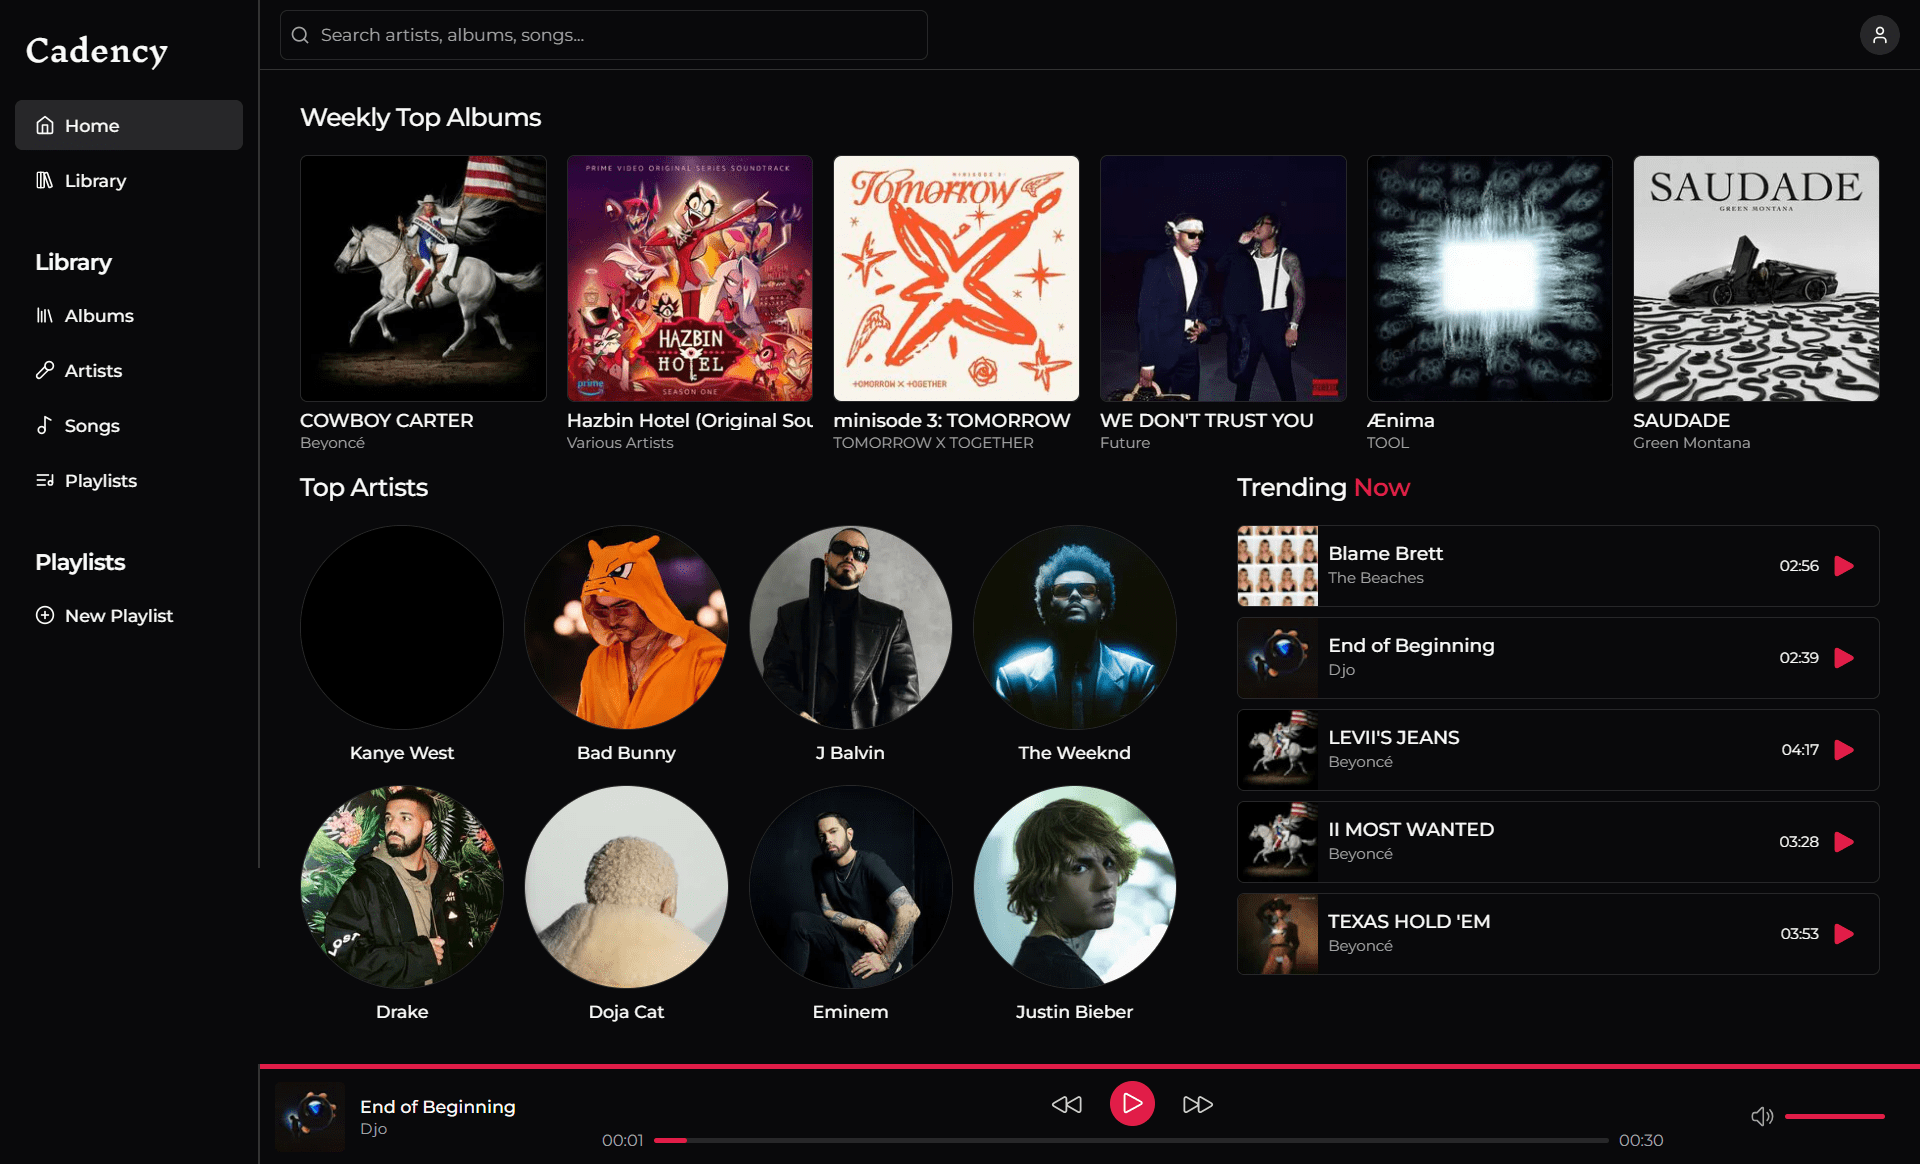 Cadency
Search artists, albums, songs...
Home
Library
Library
Albums
Artists
Songs
Playlists
Playlists
New Playlist
Weekly Top Albums
PRIME VIDEO ORIGINAL SERIES SOUNDTRACK
HAZBIN
HOTEL
prime
SEASON ONE
MINISODE 3:
Tomorrow
TOMORROW X TOGETHER
SAUDADE
GREEN MONTANA
COWBOY CARTER
Beyoncé
Hazbin Hotel (Original Sou
Various Artists
minisode 3: TOMORROW
TOMORROW X TOGETHER
WE DON'T TRUST YOU
Future
Ænima
TOOL
SAUDADE
Green Montana
Top Artists
Kanye West
Bad Bunny
J Balvin
The Weeknd
LOST
Drake
Doja Cat
Eminem
Justin Bieber
Trending Now
Blame Brett
The Beaches
02:56
End of Beginning
Djo
02:39
LEVII'S JEANS
Beyoncé
04:17
II MOST WANTED
Beyoncé
03:28
TEXAS HOLD 'EM
Beyoncé
03:53
End of Beginning
Djo
00:01
00:30